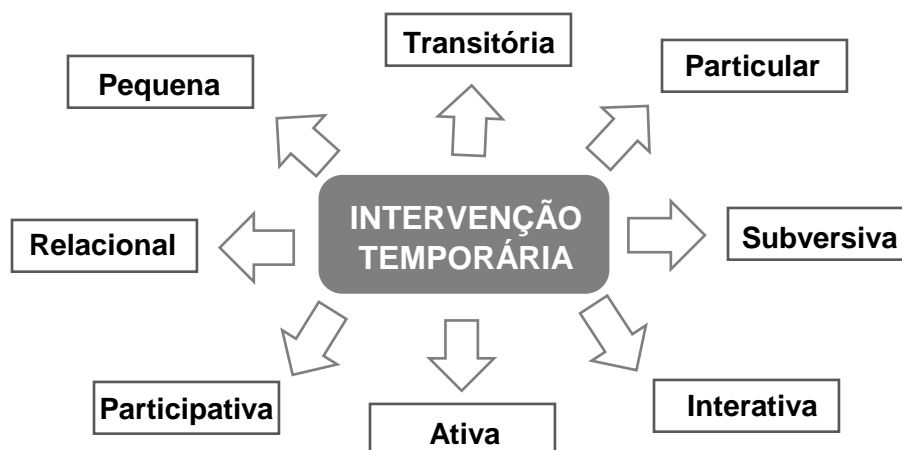 Transitória
Particular
Pequena
INTERVENÇÃO
TEMPORÁRIA
Relacional
Subversiva
Participativa
Ativa
Interativa